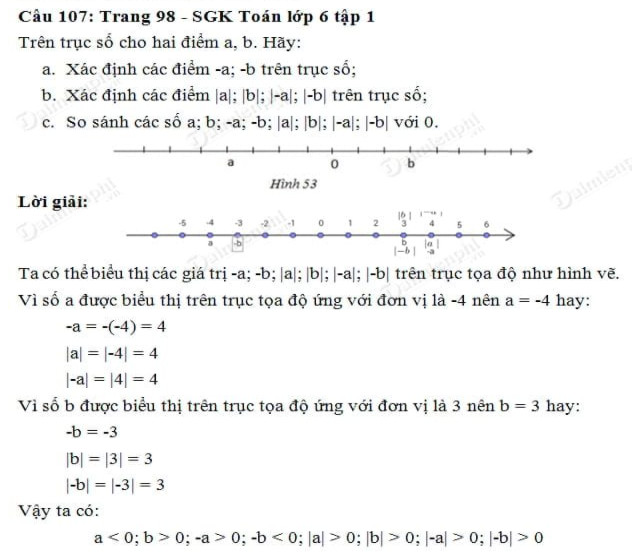 Câu 107: Trang 98 - SGK Toán lớp 6 tập 1
Trên trục số cho hai điểm a, b. Hãy:
a. Xác định các điểm -a; -b trên trục số;
b. Xác định các điểm |a|; |b|; |-a|; |-b| trên trục số;
c. So sánh các số a; b; -a; -b; |a|; |b|; |-a|; |-b| với 0.
a 0 b
Hình 53
Lời giải:
|b|
-5 -4 -3 -2 -1 0 1 2 3 4 5 6
a -b b |a|
|-b| -a
Ta có thể biểu thị các giá trị -a; -b; |a|; |b|; |-a|; |-b| trên trục tọa độ như hình vẽ.
Vì số a được biểu thị trên trục tọa độ ứng với đơn vị là -4 nên a = -4 hay:
-a = -(-4) = 4
|a| = |-4| = 4
|-a| = |4| = 4
Vì số b được biểu thị trên trục tọa độ ứng với đơn vị là 3 nên b = 3 hay:
-b = -3
|b| = |3| = 3
|-b| = |-3| = 3
Vậy ta có:
a < 0; b > 0; -a > 0; -b < 0; |a| > 0; |b| > 0; |-a| > 0; |-b| > 0